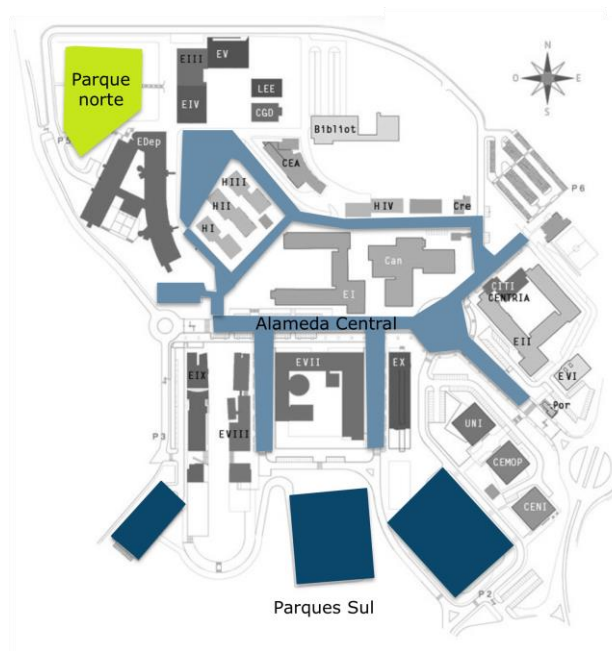 Parque
norte
EIII
EV
N
O
E
S
EIV
LEE
CGD
P5
EDep
Bibliot
CEA
P6
HIII
HII
HI
HIV
Cre
EI
Can
CITI
CENTRIA
EII
Alameda Central
EIX
EVII
EX
EVI
Por
P3
EVIII
UNI
CEMOP
CENI
P2
Parques Sul